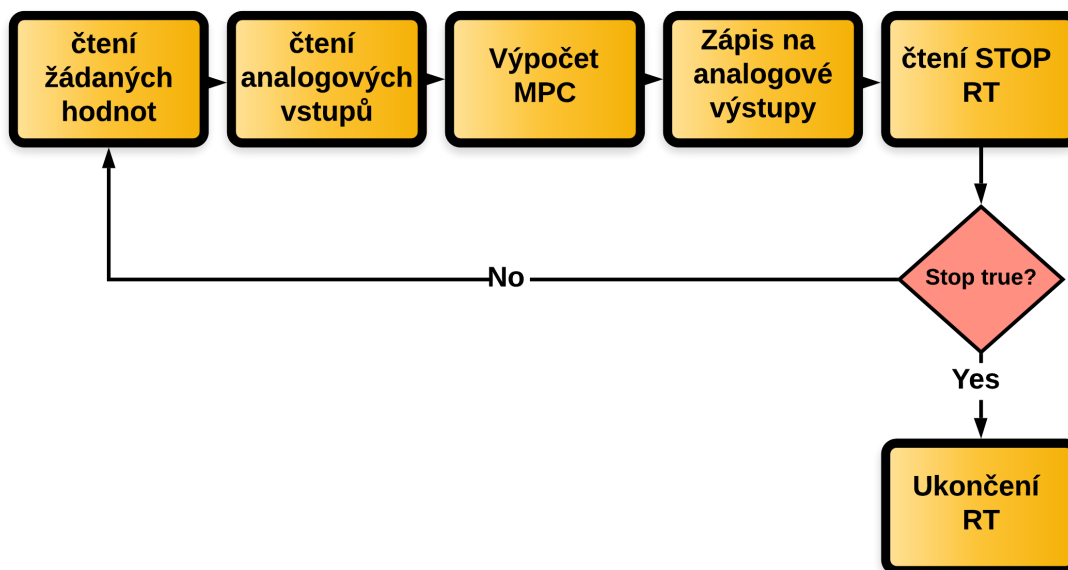 čtení
žádaných
hodnot
čtení
analogových
vstupů
Výpočet
MPC
Zápis na
analogové
výstupy
čtení STOP
RT
Stop true?
No
Yes
Ukončení
RT